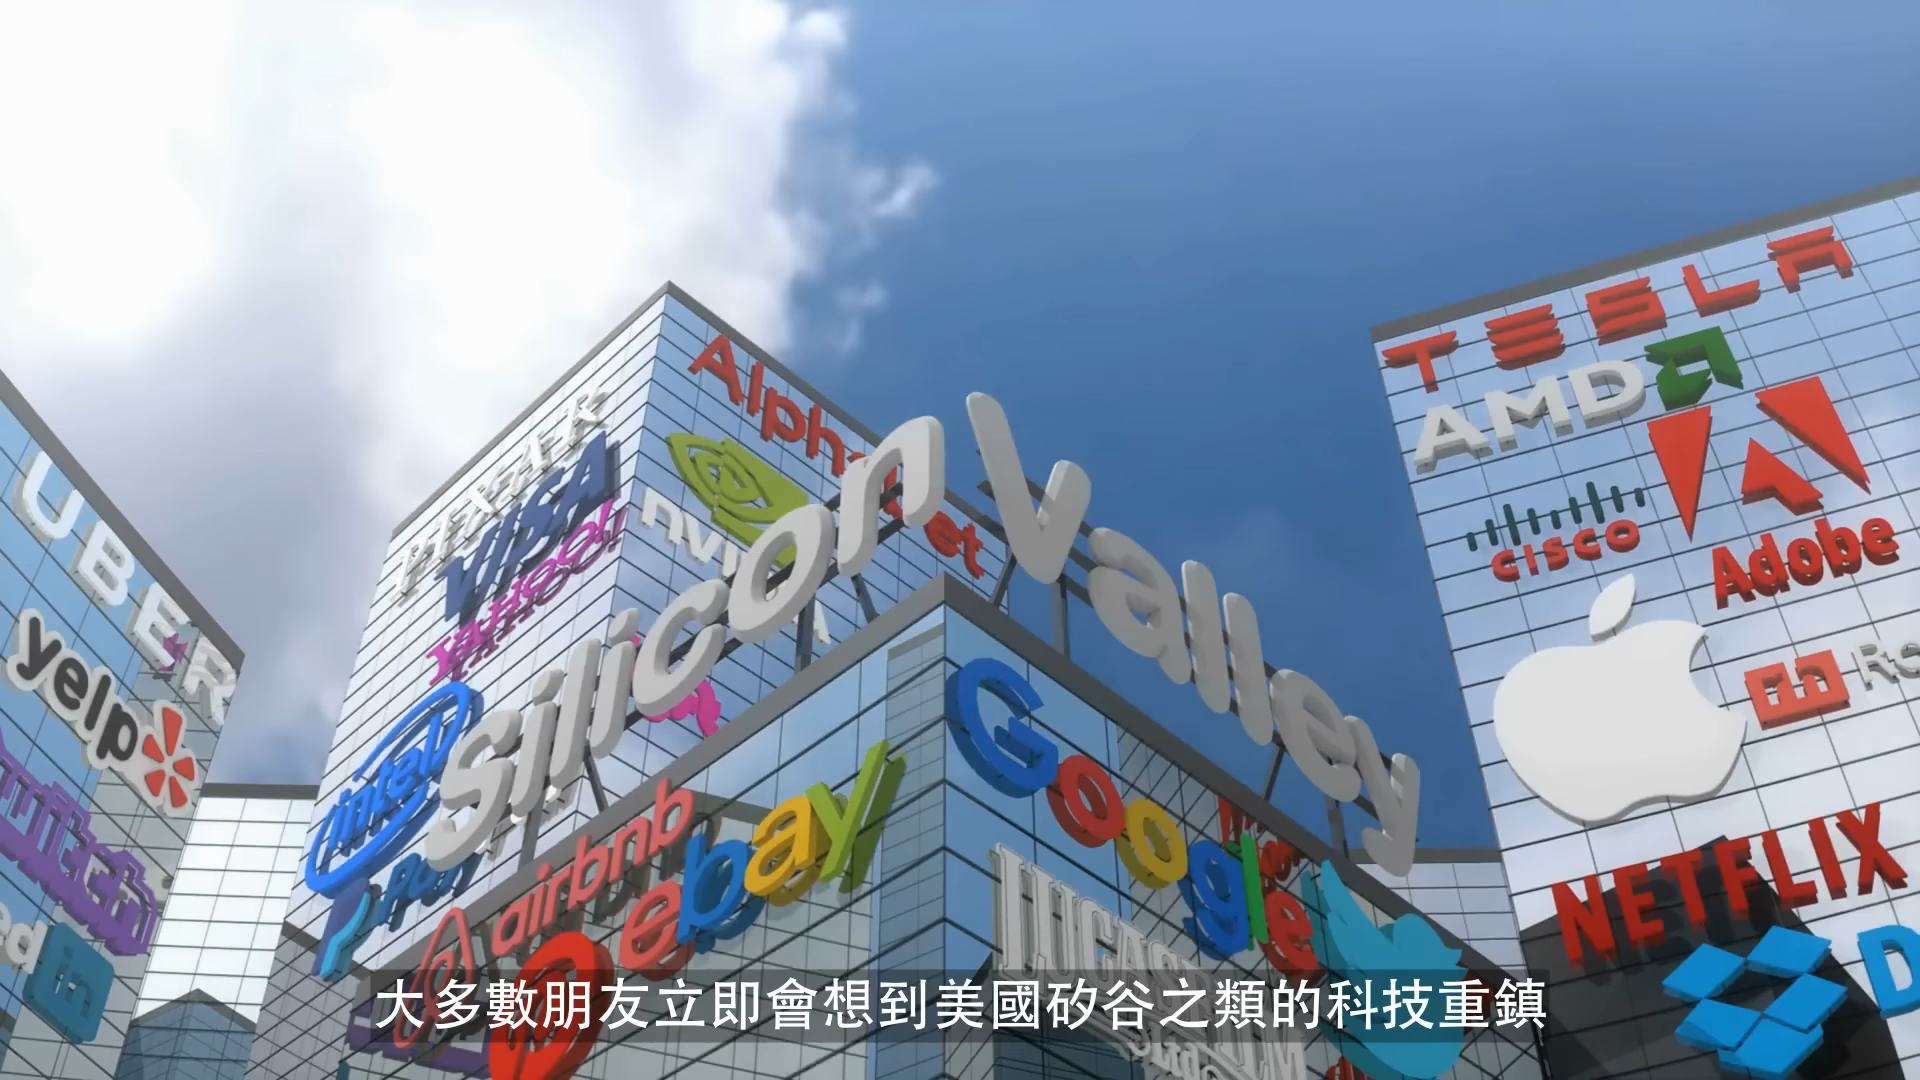 TESLA
AMD
Alphabet
PIXAR
VISA
YAHOO!
nVIDIA
UBER
yelp
CISCO
Adobe
Silicon Valley
intel
Google
airbnb
ebay
twitch
NETFLIX
in
大多數朋友立即會想到美國矽谷之類的科技重鎮